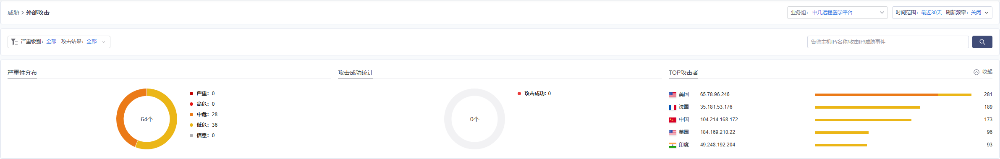 威胁 > 外部攻击
业务组： 中几远程医学平台
时间范围： 最近30天 刷新频率： 关闭
严重级别： 全部 攻击结果： 全部
告警主机IP/名称/攻击IP/威胁事件
严重性分布
64个
严重： 0
高危： 0
中危： 28
低危： 36
信息： 0
攻击成功统计
0个
攻击成功: 0
TOP攻击者
收起
美国 65.78.96.246 281
法国 35.181.53.176 189
中国 104.214.168.172 173
美国 184.169.210.22 96
印度 49.248.192.204 93